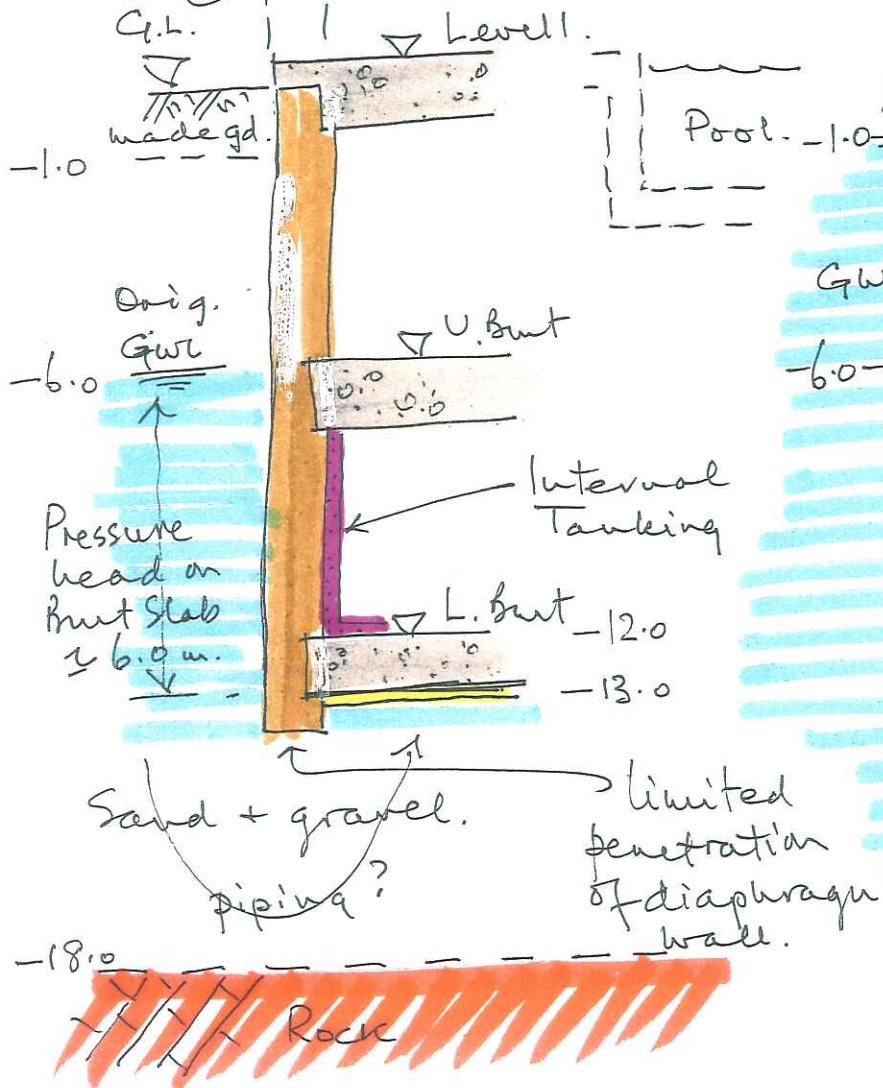 G.L.
Level 1.
made gd.
Pool.
-1.0
-1.0
Orig.
GWL
GW
U. Bmt
-6.0
-6.0
Internal
Tanking
Pressure
head on
Bmt Slab
≃ 6.0 m.
L. Bmt
-12.0
-13.0
Sand + gravel.
limited
penetration
of diaphragm
wall.
piping?
-18.0
Rock